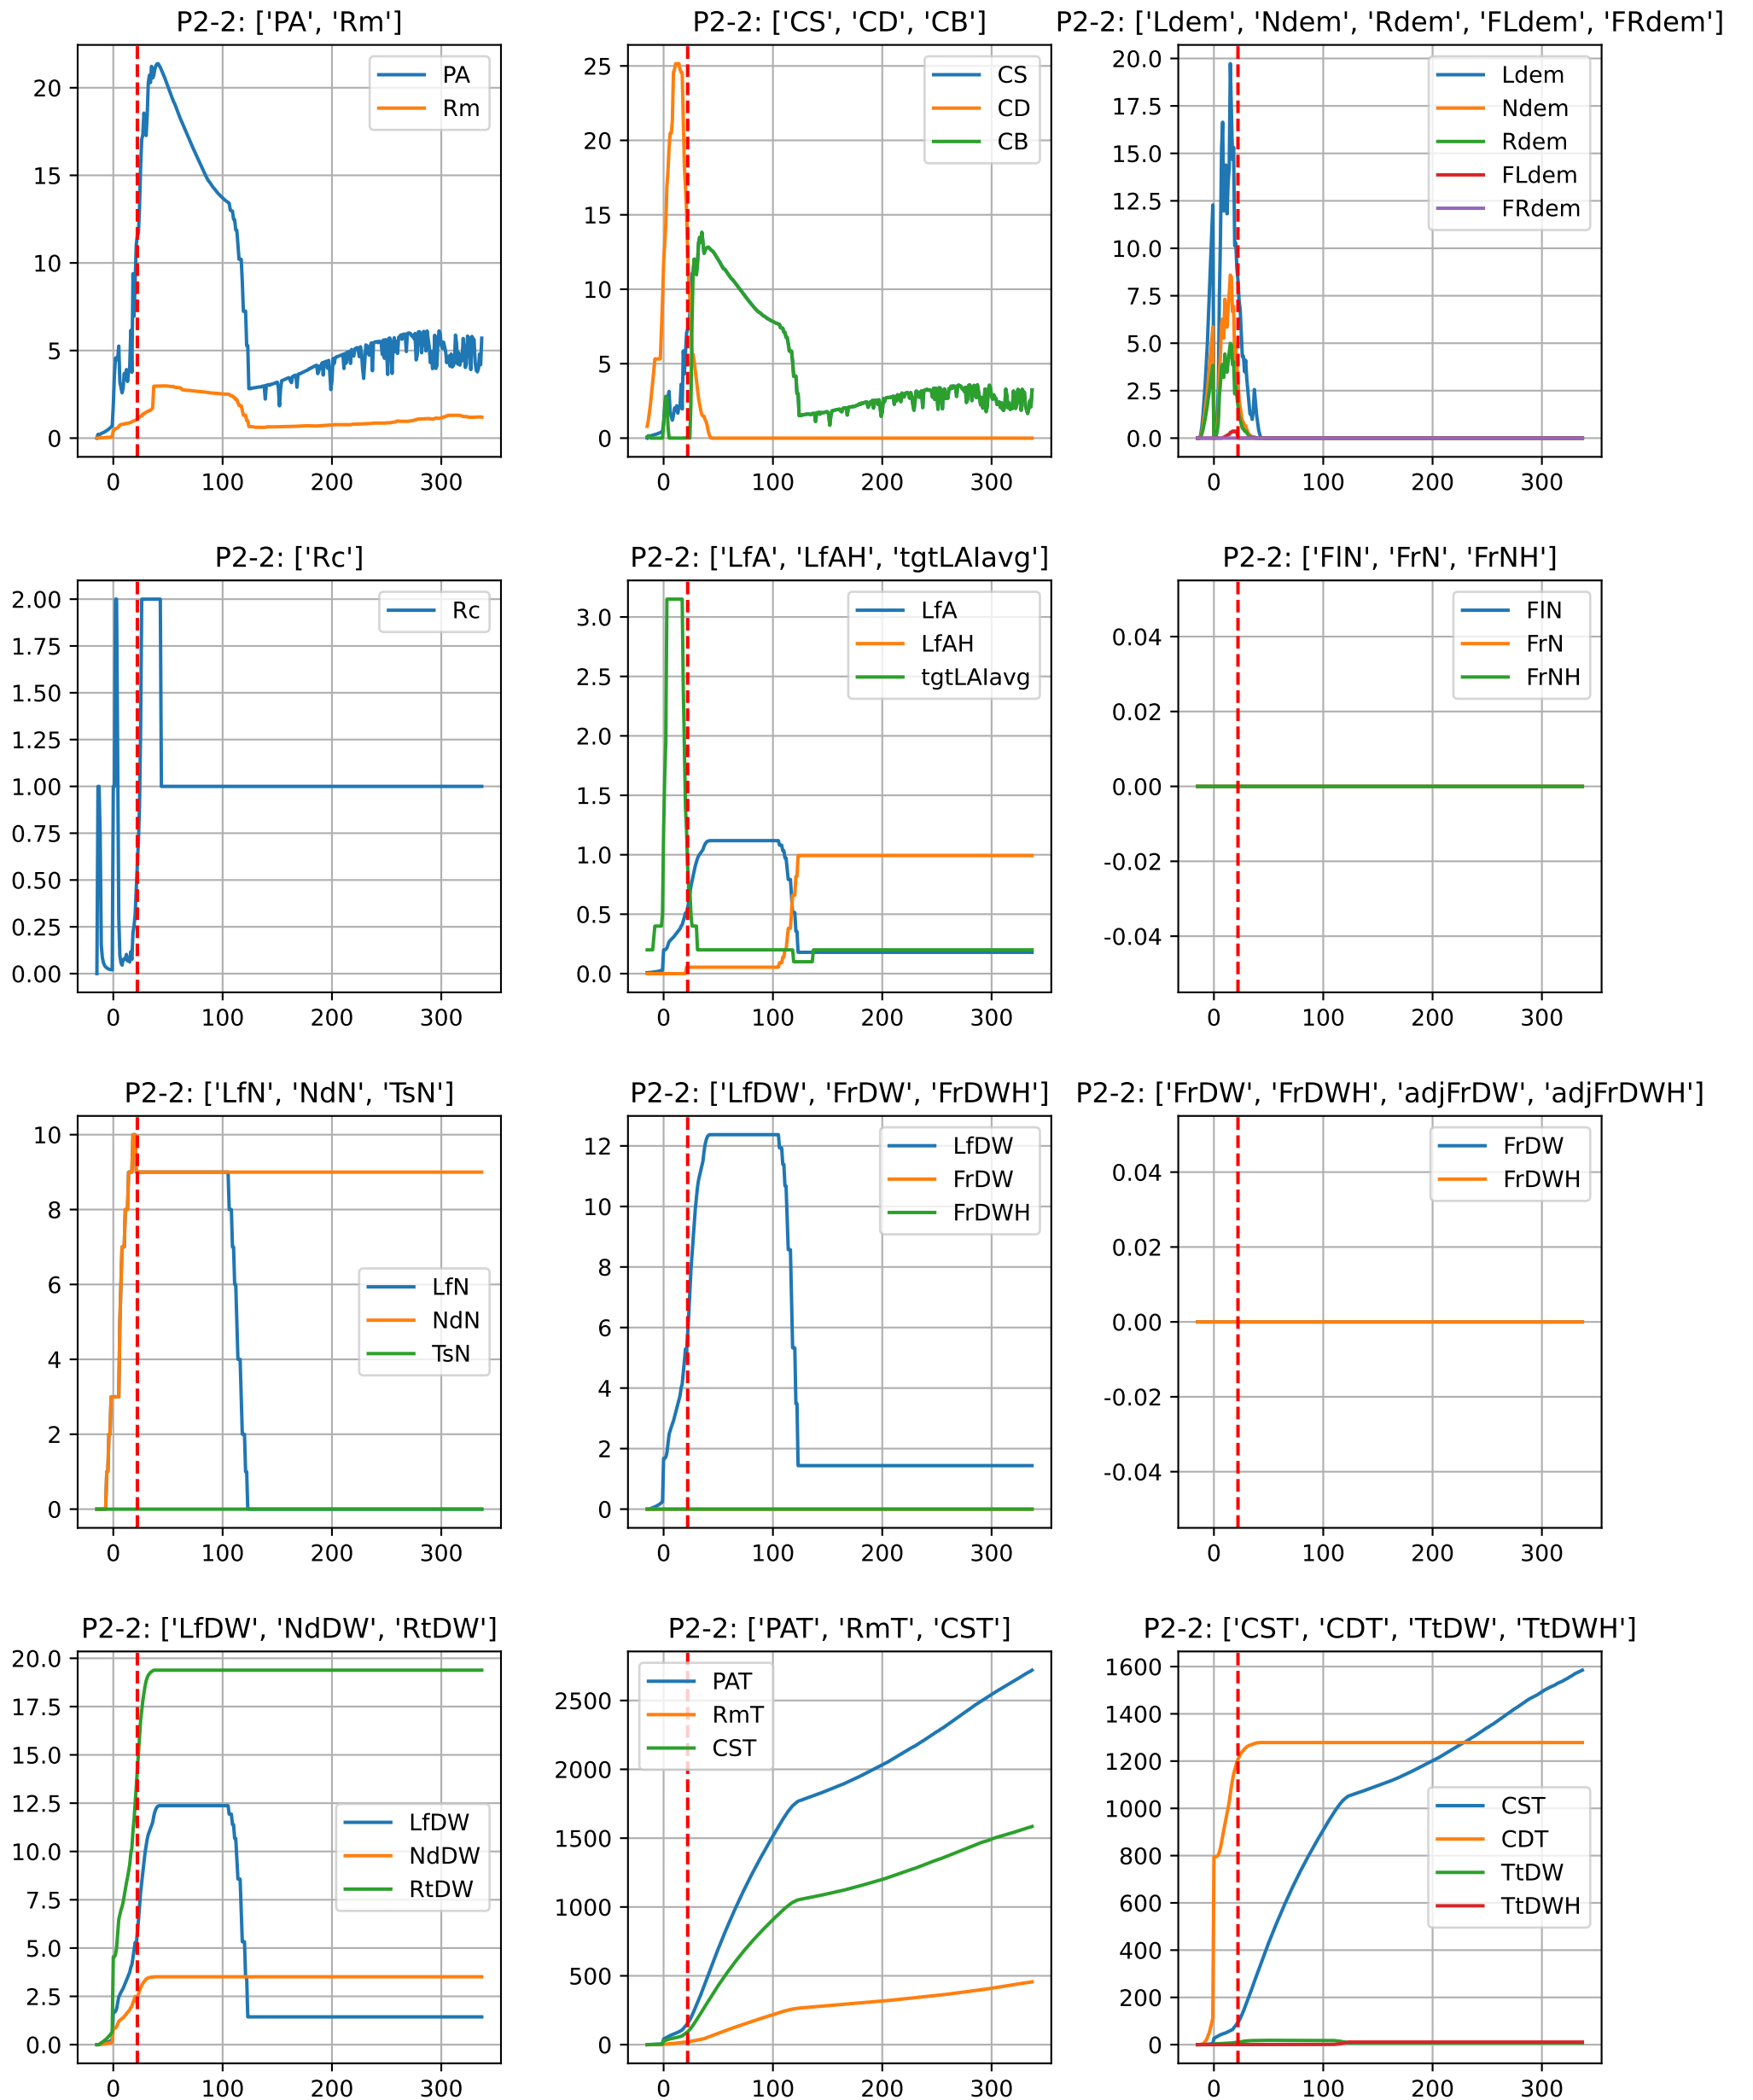 P2-2: ['PA', 'Rm']
20
15
10
5
0
0 100 200 300
PA
Rm
P2-2: ['CS', 'CD', 'CB']
25
20
15
10
5
0
0 100 200 300
CS
CD
CB
P2-2: ['Ldem', 'Ndem', 'Rdem', 'FLdem', 'FRdem']
20.0
17.5
15.0
12.5
10.0
7.5
5.0
2.5
0.0
0 100 200 300
Ldem
Ndem
Rdem
FLdem
FRdem
P2-2: ['Rc']
2.00
1.75
1.50
1.25
1.00
0.75
0.50
0.25
0.00
0 100 200 300
Rc
P2-2: ['LfA', 'LfAH', 'tgtLAIavg']
3.0
2.5
2.0
1.5
1.0
0.5
0.0
0 100 200 300
LfA
LfAH
tgtLAIavg
P2-2: ['FlN', 'FrN', 'FrNH']
0.04
0.02
0.00
-0.02
-0.04
0 100 200 300
FlN
FrN
FrNH
P2-2: ['LfN', 'NdN', 'TsN']
10
8
6
4
2
0
0 100 200 300
LfN
NdN
TsN
P2-2: ['LfDW', 'FrDW', 'FrDWH']
12
10
8
6
4
2
0
0 100 200 300
LfDW
FrDW
FrDWH
P2-2: ['FrDW', 'FrDWH', 'adjFrDW', 'adjFrDWH']
0.04
0.02
0.00
-0.02
-0.04
0 100 200 300
FrDW
FrDWH
P2-2: ['LfDW', 'NdDW', 'RtDW']
20.0
17.5
15.0
12.5
10.0
7.5
5.0
2.5
0.0
0 100 200 300
LfDW
NdDW
RtDW
P2-2: ['PAT', 'RmT', 'CST']
2500
2000
1500
1000
500
0
0 100 200 300
PAT
RmT
CST
P2-2: ['CST', 'CDT', 'TtDW', 'TtDWH']
1600
1400
1200
1000
800
600
400
200
0
0 100 200 300
CST
CDT
TtDW
TtDWH